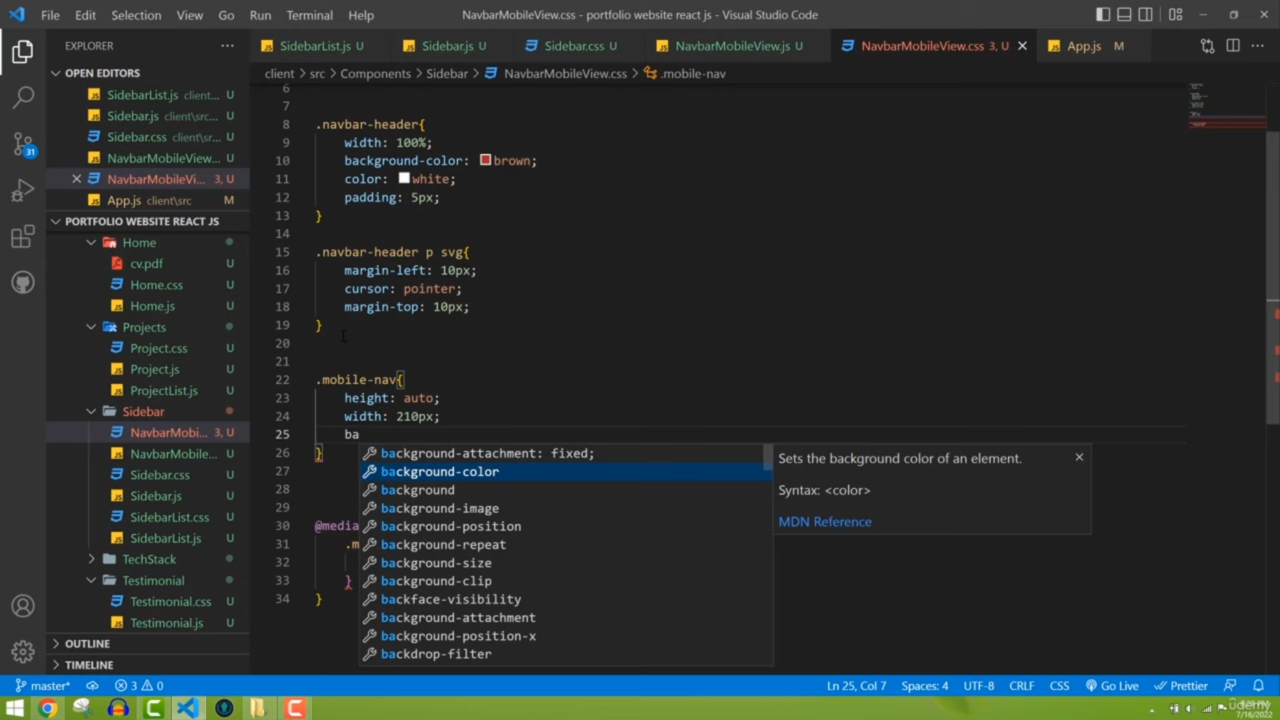 File Edit Selection View Go Run Terminal Help NavbarMobileView.css - portfolio website react js - Visual Studio Code
EXPLORER
SidebarList.js U Sidebar.js U Sidebar.css U NavbarMobileView.js U NavbarMobileView.css 3, U App.js M
OPEN EDITORS
client > src > Components > Sidebar > NavbarMobileView.css > .mobile-nav
SidebarList.js client... U
Sidebar.js client\src... U
Sidebar.css client\sr... U
NavbarMobileView... U
NavbarMobileVi... 3, U
App.js client\src M
PORTFOLIO WEBSITE REACT JS
Home
cv.pdf U
Home.css U
Home.js U
Projects
Project.css U
Project.js U
ProjectList.js U
Sidebar
NavbarMobi... 3, U
NavbarMobile... U
Sidebar.css U
Sidebar.js U
SidebarList.css U
SidebarList.js U
TechStack
Testimonial
Testimonial.css U
Testimonial.js U
OUTLINE
TIMELINE
6
7
8 .navbar-header{
9 width: 100%;
10 background-color: brown;
11 color: white;
12 padding: 5px;
13 }
14
15 .navbar-header p svg{
16 margin-left: 10px;
17 cursor: pointer;
18 margin-top: 10px;
19 }
20
21
22 .mobile-nav{
23 height: auto;
24 width: 210px;
25 ba
26 }
27
28
29
30 @media
31 .m
32
33 }
34 }
background-attachment: fixed;
background-color
background
background-image
background-position
background-repeat
background-size
background-clip
backface-visibility
background-attachment
background-position-x
backdrop-filter
Sets the background color of an element.
Syntax: <color>
MDN Reference
31
master* 3 0 Ln 25, Col 7 Spaces: 4 UTF-8 CRLF CSS Go Live Prettier
udemy
7/16/2022